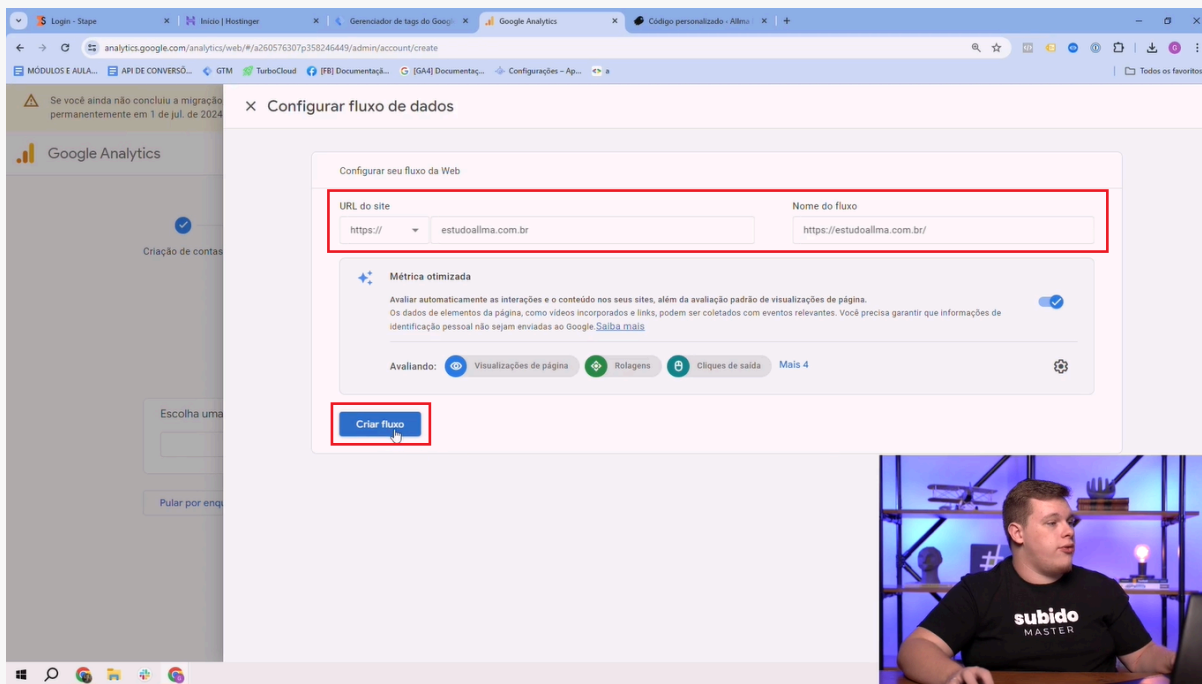 Login - Stape
Início | Hostinger
Gerenciador de tags do Googl
Google Analytics
Código personalizado ‹ Allma
analytics.google.com/analytics/web/#/a260576307p358246449/admin/account/create
MÓDULOS E AULA...
API DE CONVERSÕ...
GTM
TurboCloud
[FB] Documentaçã...
[GA4] Documentaç...
Configurações – Ap...
a
Todos os favoritos
Se você ainda não concluiu a migração
permanentemente em 1 de jul. de 2024
Configurar fluxo de dados
Google Analytics
Configurar seu fluxo da Web
URL do site
Nome do fluxo
https://
estudoallma.com.br
https://estudoallma.com.br/
Criação de contas
Métrica otimizada
Avaliar automaticamente as interações e o conteúdo nos seus sites, além da avaliação padrão de visualizações de página.
Os dados de elementos da página, como vídeos incorporados e links, podem ser coletados com eventos relevantes. Você precisa garantir que informações de
identificação pessoal não sejam enviadas ao Google. Saiba mais
Avaliando:
Visualizações de página
Rolagens
Cliques de saída
Mais 4
Escolha uma
Criar fluxo
Pular por enqu
#
subido
MASTER